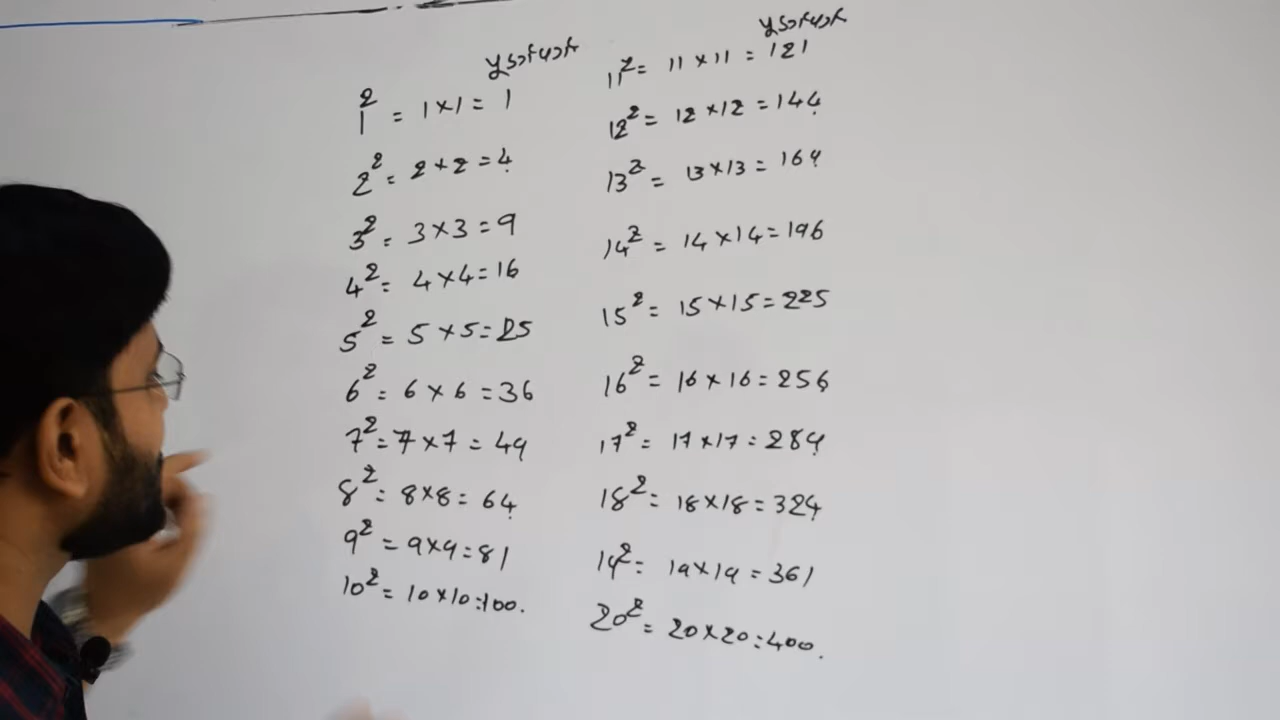 1² = 1×1 = 1
2² = 2×2 = 4
3² = 3×3 = 9
4² = 4×4 = 16
5² = 5×5 = 25
6² = 6×6 = 36
7² = 7×7 = 49
8² = 8×8 = 64
9² = 9×9 = 81
10² = 10×10 = 100.
11² = 11×11 = 121
12² = 12×12 = 144
13² = 13×13 = 169
14² = 14×14 = 196
15² = 15×15 = 225
16² = 16×16 = 256
17² = 17×17 = 289
18² = 18×18 = 324
19² = 19×19 = 361
20² = 20×20 = 400.